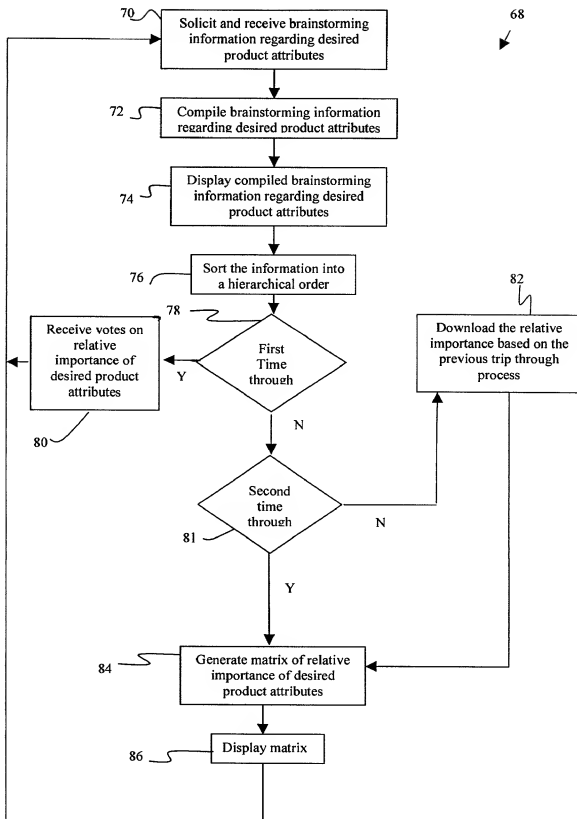 70
Solicit and receive brainstorming
information regarding desired
product attributes
68
72
Compile brainstorming information
regarding desired product attributes
74
Display compiled brainstorming
information regarding desired
product attributes
76
Sort the information into
a hierarchical order
78
First
Time
through
Y
N
Receive votes on
relative
importance of
desired product
attributes
80
82
Download the relative
importance based on the
previous trip through
process
Second
time
through
81
N
Y
84
Generate matrix of relative
importance of desired
product attributes
86
Display matrix